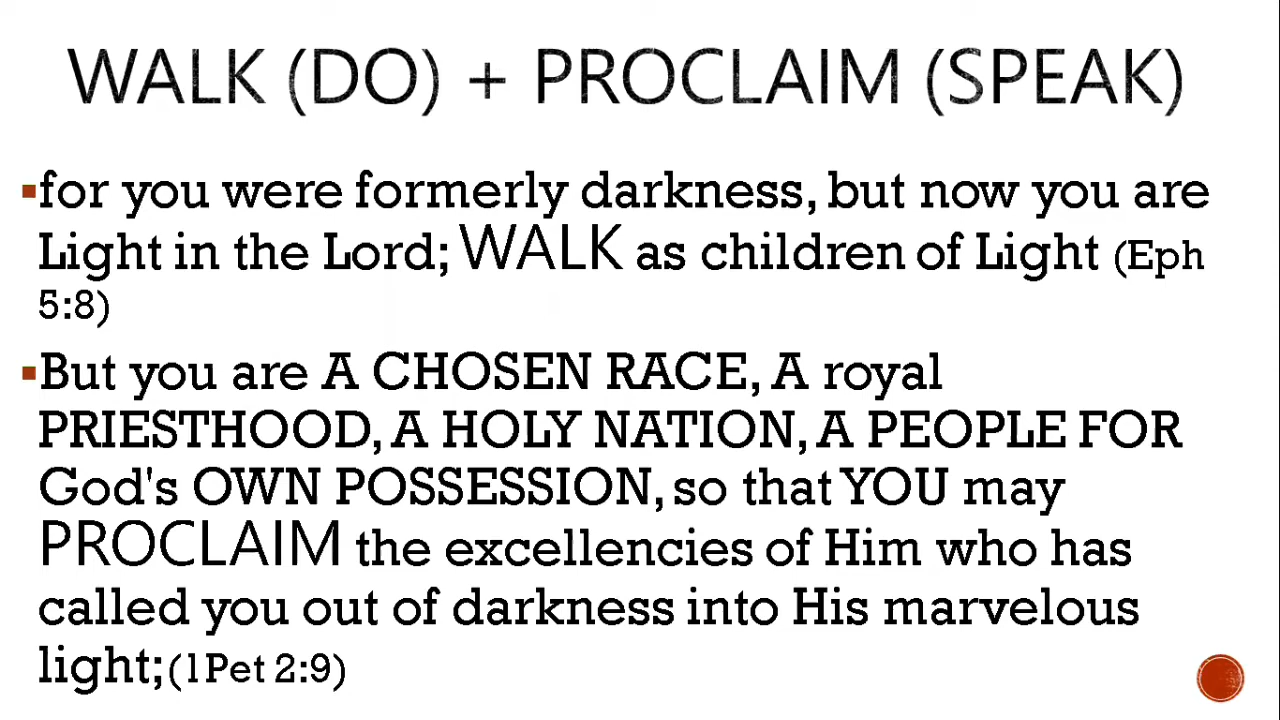 WALK (DO) + PROCLAIM (SPEAK)
▪for you were formerly darkness, but now you are
Light in the Lord; WALK as children of Light (Eph
5:8)
▪But you are A CHOSEN RACE, A royal
PRIESTHOOD, A HOLY NATION, A PEOPLE FOR
God's OWN POSSESSION, so that YOU may
PROCLAIM the excellencies of Him who has
called you out of darkness into His marvelous
light; (1Pet 2:9)